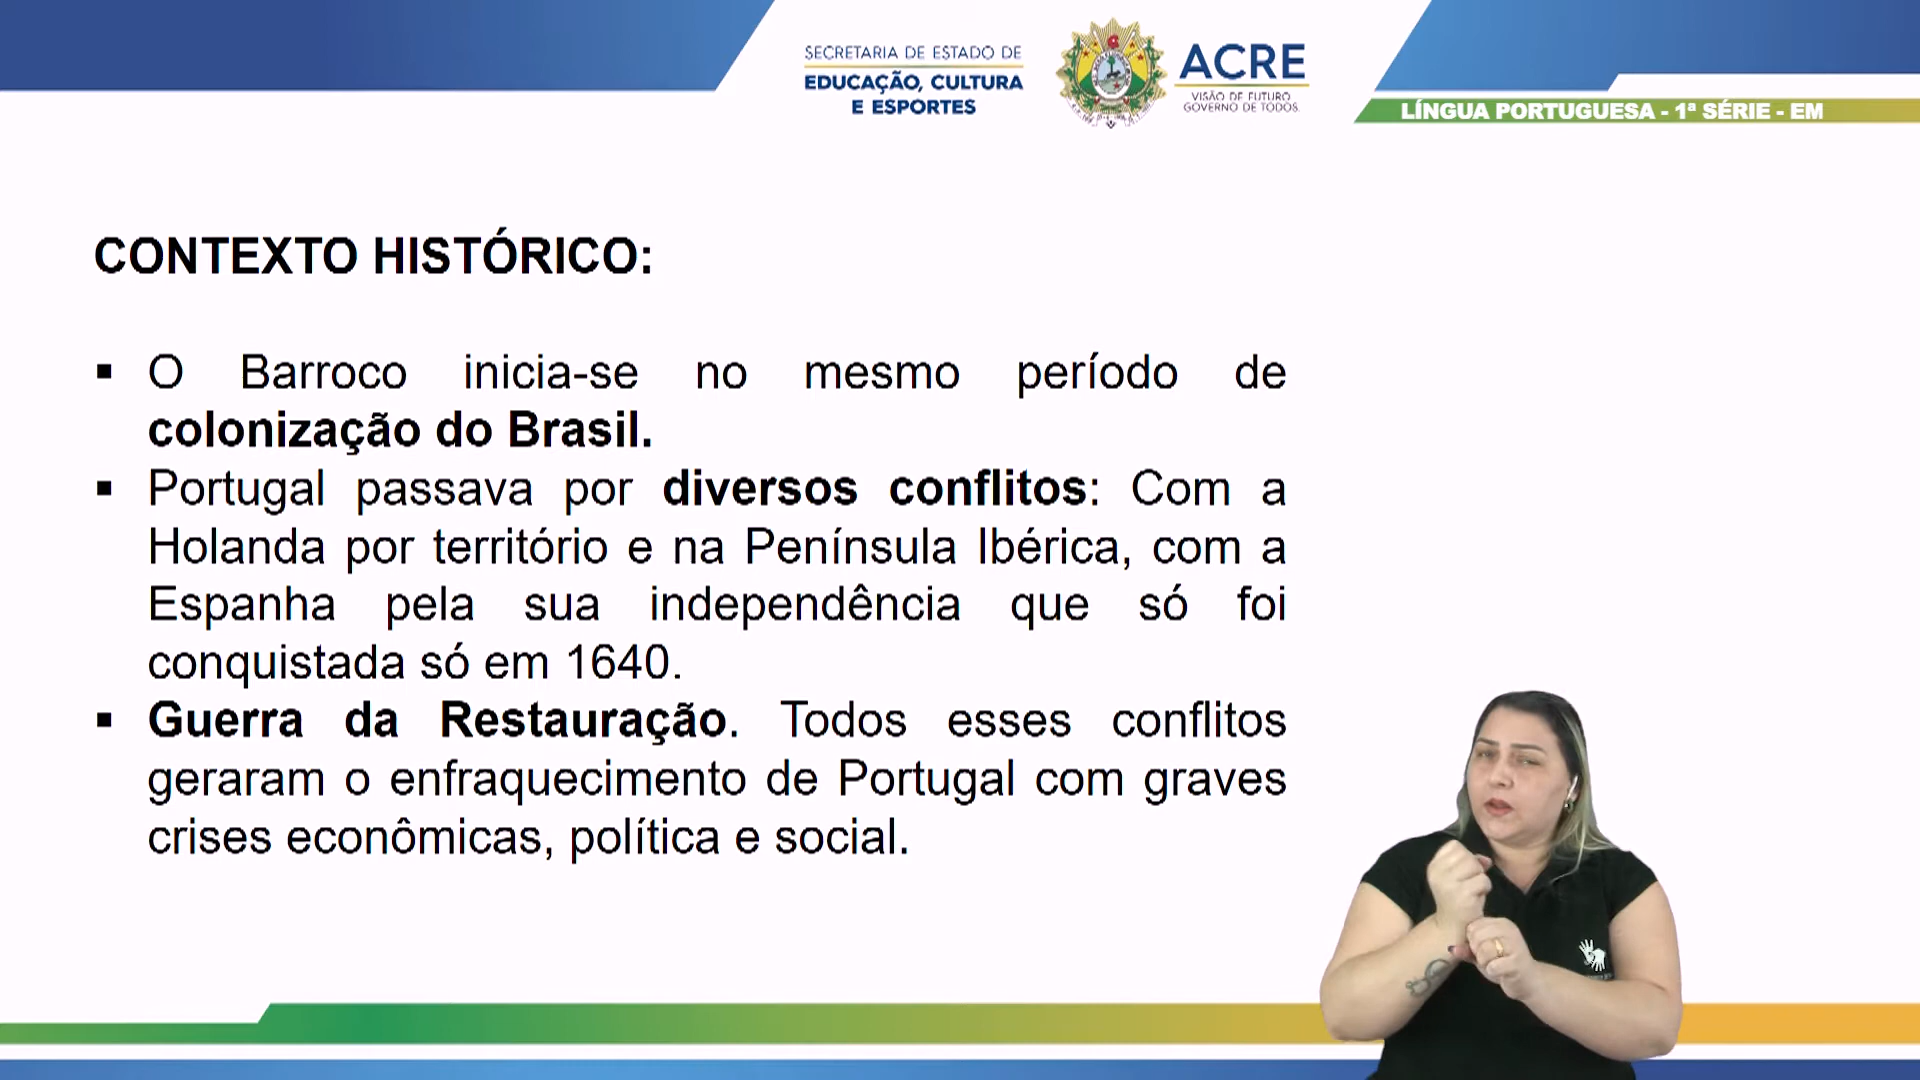 SECRETARIA DE ESTADO DE
EDUCAÇÃO, CULTURA
E ESPORTES
ACRE
VISÃO DE FUTURO
GOVERNO DE TODOS
LÍNGUA PORTUGUESA - 1ª SÉRIE - EM
CONTEXTO HISTÓRICO:
▪ O Barroco inicia-se no mesmo período de
colonização do Brasil.
▪ Portugal passava por diversos conflitos: Com a
Holanda por território e na Península Ibérica, com a
Espanha pela sua independência que só foi
conquistada só em 1640.
▪ Guerra da Restauração. Todos esses conflitos
geraram o enfraquecimento de Portugal com graves
crises econômicas, política e social.